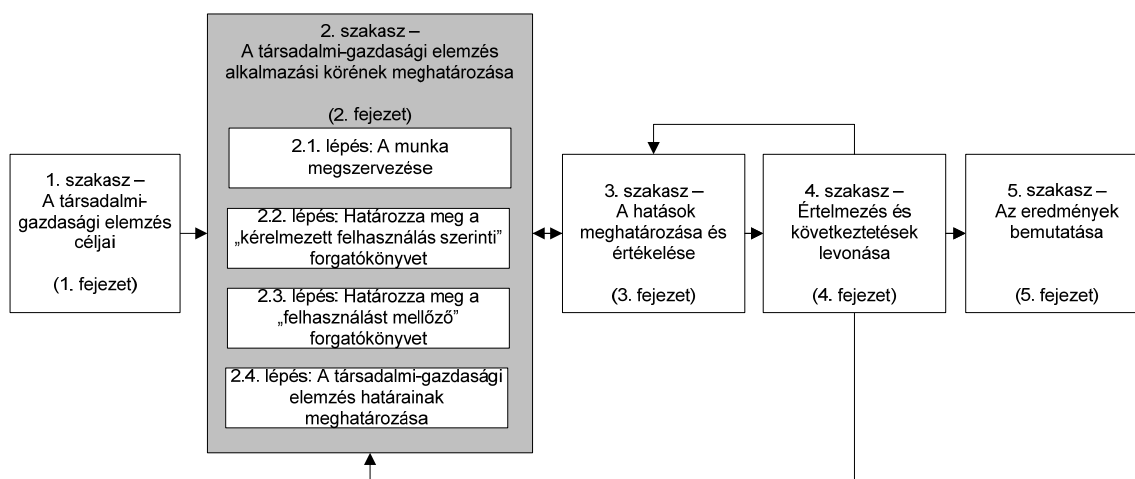 1. szakasz –
A társadalmi-
gazdasági elemzés
céljai
(1. fejezet)
2. szakasz –
A társadalmi-gazdasági elemzés
alkalmazási körének meghatározása
(2. fejezet)
2.1. lépés: A munka
megszervezése
2.2. lépés: Határozza meg a
„kérelmezett felhasználás szerinti”
forgatókönyvet
2.3. lépés: Határozza meg a
„felhasználást mellőző”
forgatókönyvet
2.4. lépés: A társadalmi-gazdasági
elemzés határainak
meghatározása
3. szakasz –
A hatások
meghatározása és
értékelése
(3. fejezet)
4. szakasz –
Értelmezés és
következtetések
levonása
(4. fejezet)
5. szakasz –
Az eredmények
bemutatása
(5. fejezet)